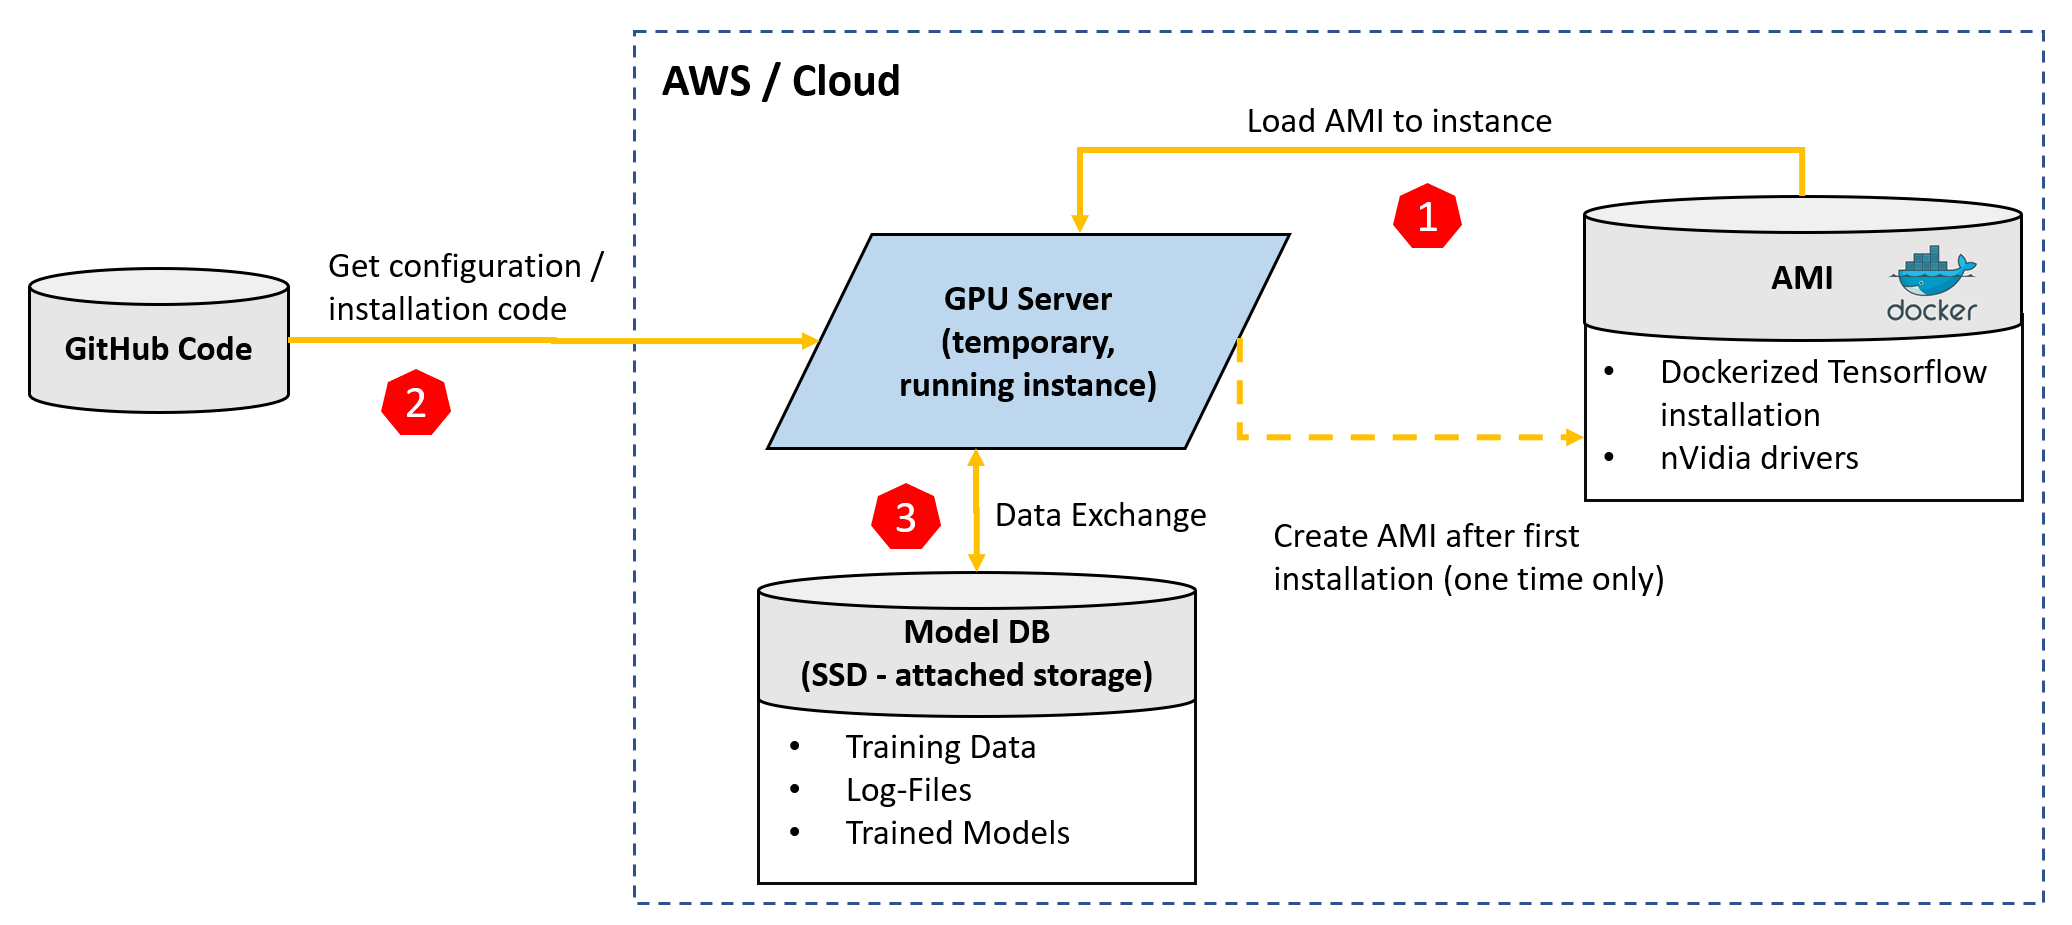 AWS / Cloud
Load AMI to instance
1
AMI
docker
• Dockerized Tensorflow
installation
• nVidia drivers
Get configuration /
installation code
GitHub Code
2
GPU Server
(temporary,
running instance)
3
Data Exchange
Create AMI after first
installation (one time only)
Model DB
(SSD - attached storage)
• Training Data
• Log-Files
• Trained Models